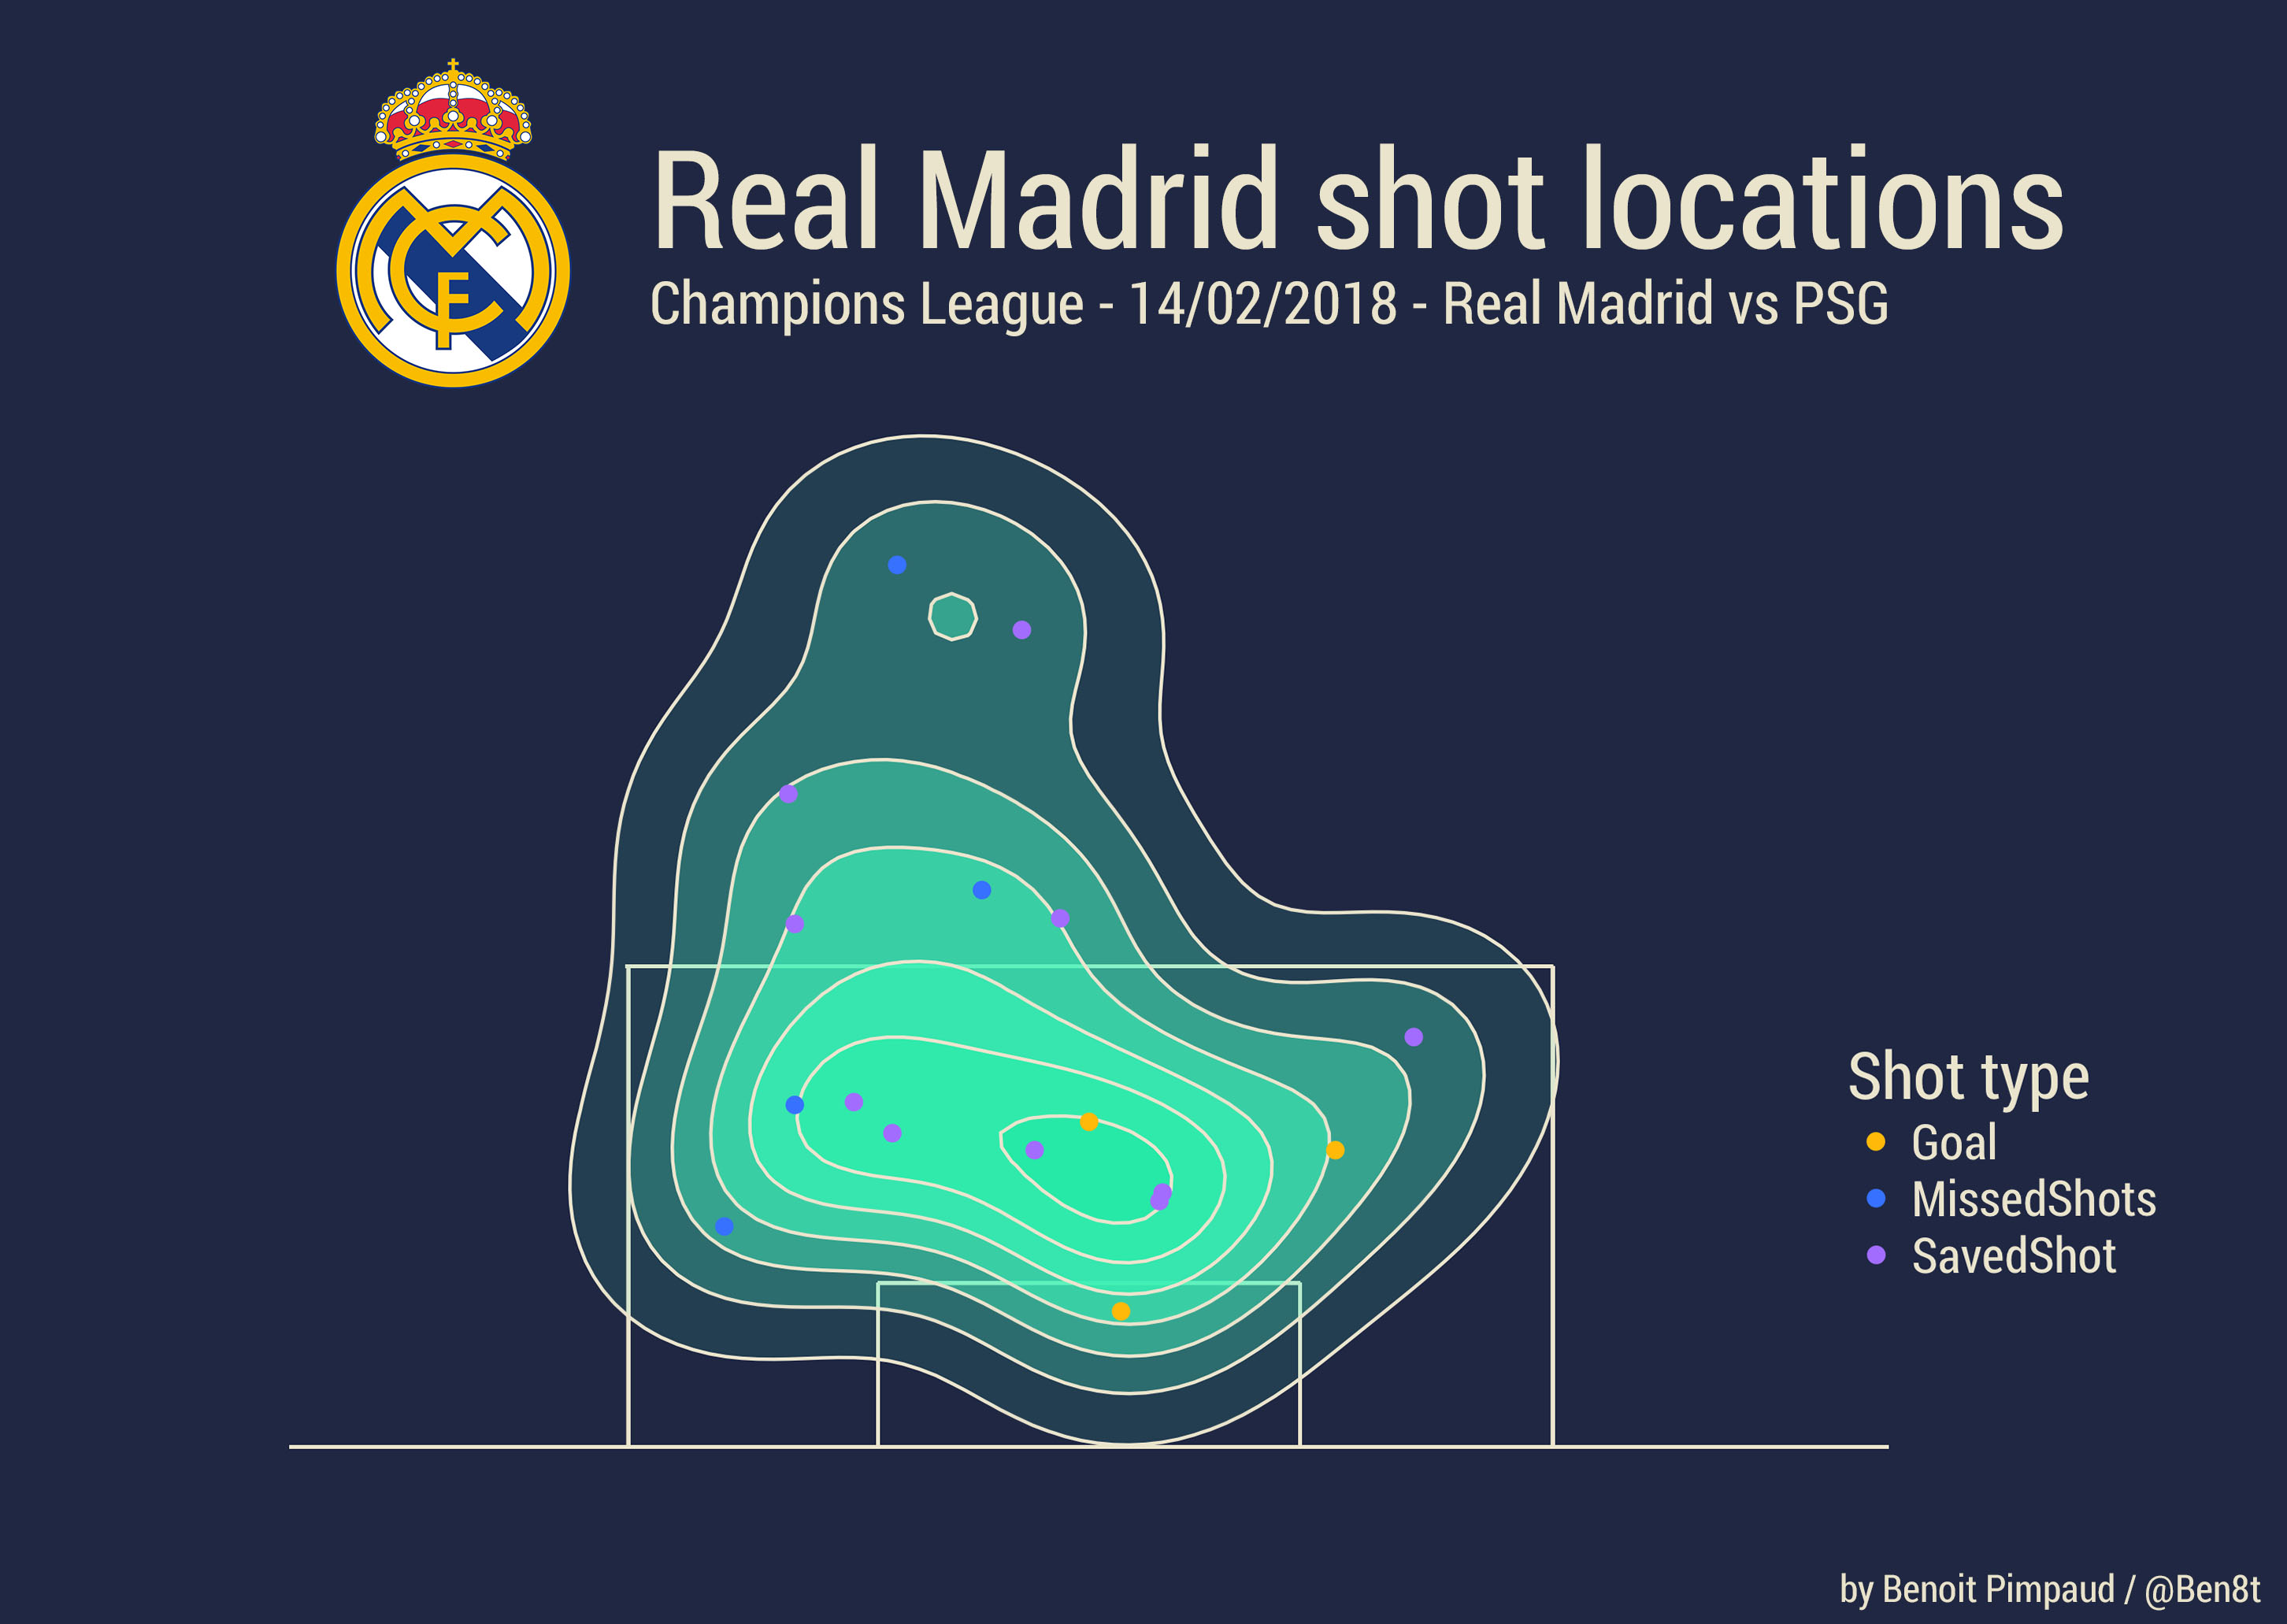 Real Madrid shot locations
Champions League - 14/02/2018 - Real Madrid vs PSG
Shot type
Goal
MissedShots
SavedShot
by Benoit Pimpaud / @Ben8t